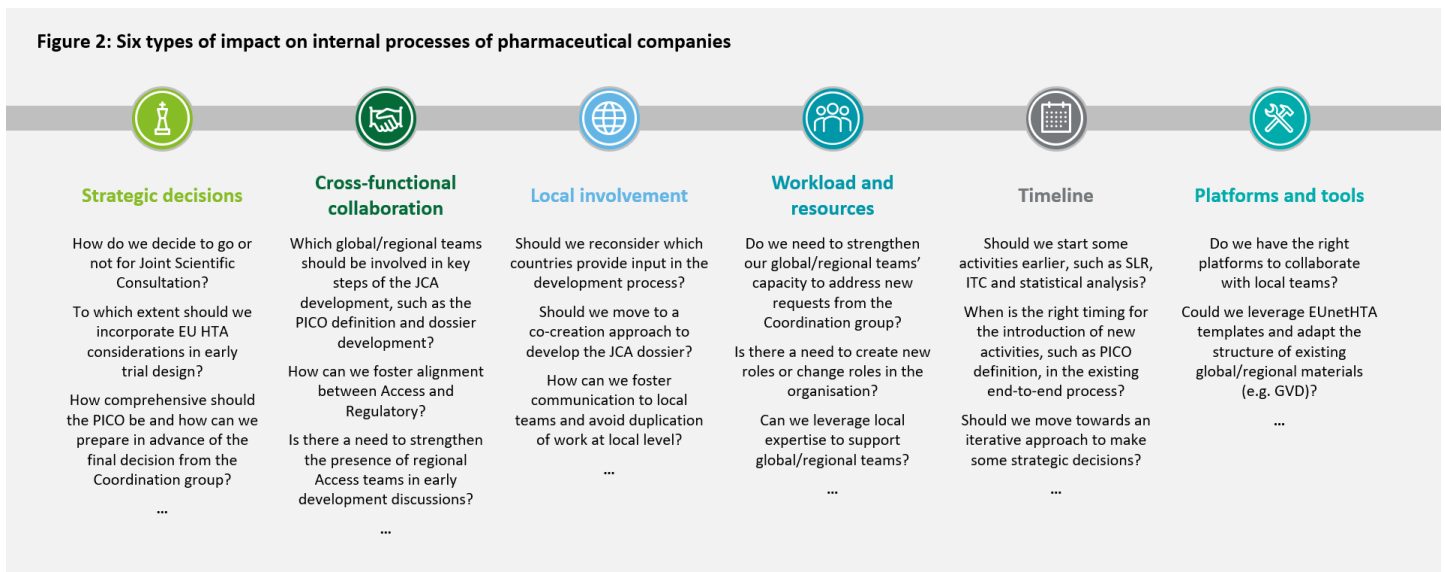 Figure 2: Six types of impact on internal processes of pharmaceutical companies
Strategic decisions
How do we decide to go or
not for Joint Scientific
Consultation?
To which extent should we
incorporate EU HTA
considerations in early
trial design?
How comprehensive should
the PICO be and how can we
prepare in advance of the
final decision from the
Coordination group?
...
Cross-functional
collaboration
Which global/regional teams
should be involved in key
steps of the JCA
development, such as the
PICO definition and dossier
development?
How can we foster alignment
between Access and
Regulatory?
Is there a need to strengthen
the presence of regional
Access teams in early
development discussions?
...
Local involvement
Should we reconsider which
countries provide input in the
development process?
Should we move to a
co-creation approach to
develop the JCA dossier?
How can we foster
communication to local
teams and avoid duplication
of work at local level?
...
Workload and
resources
Do we need to strengthen
our global/regional teams’
capacity to address new
requests from the
Coordination group?
Is there a need to create new
roles or change roles in the
organisation?
Can we leverage local
expertise to support
global/regional teams?
...
Timeline
Should we start some
activities earlier, such as SLR,
ITC and statistical analysis?
When is the right timing for
the introduction of new
activities, such as PICO
definition, in the existing
end-to-end process?
Should we move towards an
iterative approach to make
some strategic decisions?
...
Platforms and tools
Do we have the right
platforms to collaborate
with local teams?
Could we leverage EUnetHTA
templates and adapt the
structure of existing
global/regional materials
(e.g. GVD)?
...